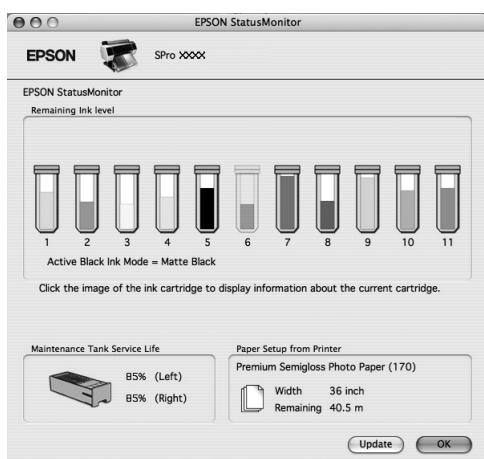 EPSON StatusMonitor
EPSON
SPro XXXX
EPSON StatusMonitor
Remaining Ink level
1 2 3 4 5 6 7 8 9 10 11
Active Black Ink Mode = Matte Black
Click the image of the ink cartridge to display information about the current cartridge.
Maintenance Tank Service Life
85% (Left)
85% (Right)
Paper Setup from Printer
Premium Semigloss Photo Paper (170)
Width 36 inch
Remaining 40.5 m
Update OK